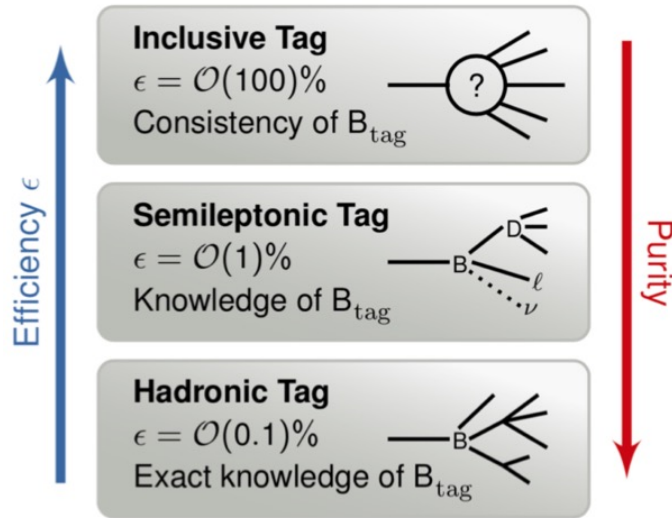 Inclusive Tag
ϵ = 𝒪(100)%
Consistency of B_tag
?
Semileptonic Tag
ϵ = 𝒪(1)%
Knowledge of B_tag
B
D
ℓ
ν
Hadronic Tag
ϵ = 𝒪(0.1)%
Exact knowledge of B_tag
B
Efficiency ϵ
Purity